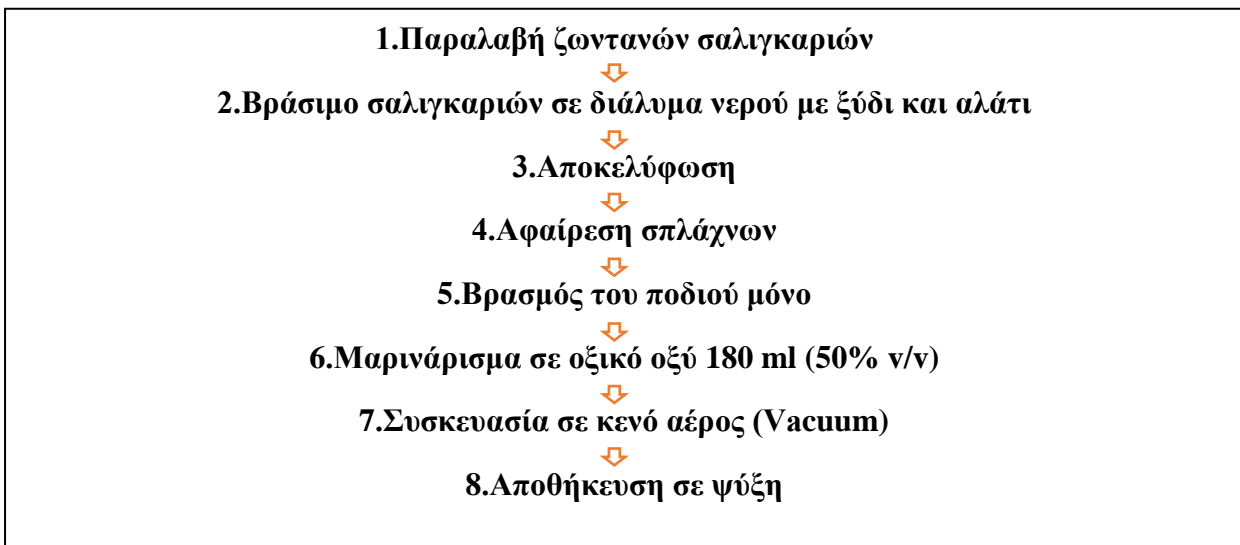 1.Παραλαβή ζωντανών σαλιγκαριών
2.Βράσιμο σαλιγκαριών σε διάλυμα νερού με ξύδι και αλάτι
3.Αποκελύφωση
4.Αφαίρεση σπλάχνων
5.Βρασμός του ποδιού μόνο
6.Μαρινάρισμα σε οξικό οξύ 180 ml (50% v/v)
7.Συσκευασία σε κενό αέρος (Vacuum)
8.Αποθήκευση σε ψύξη